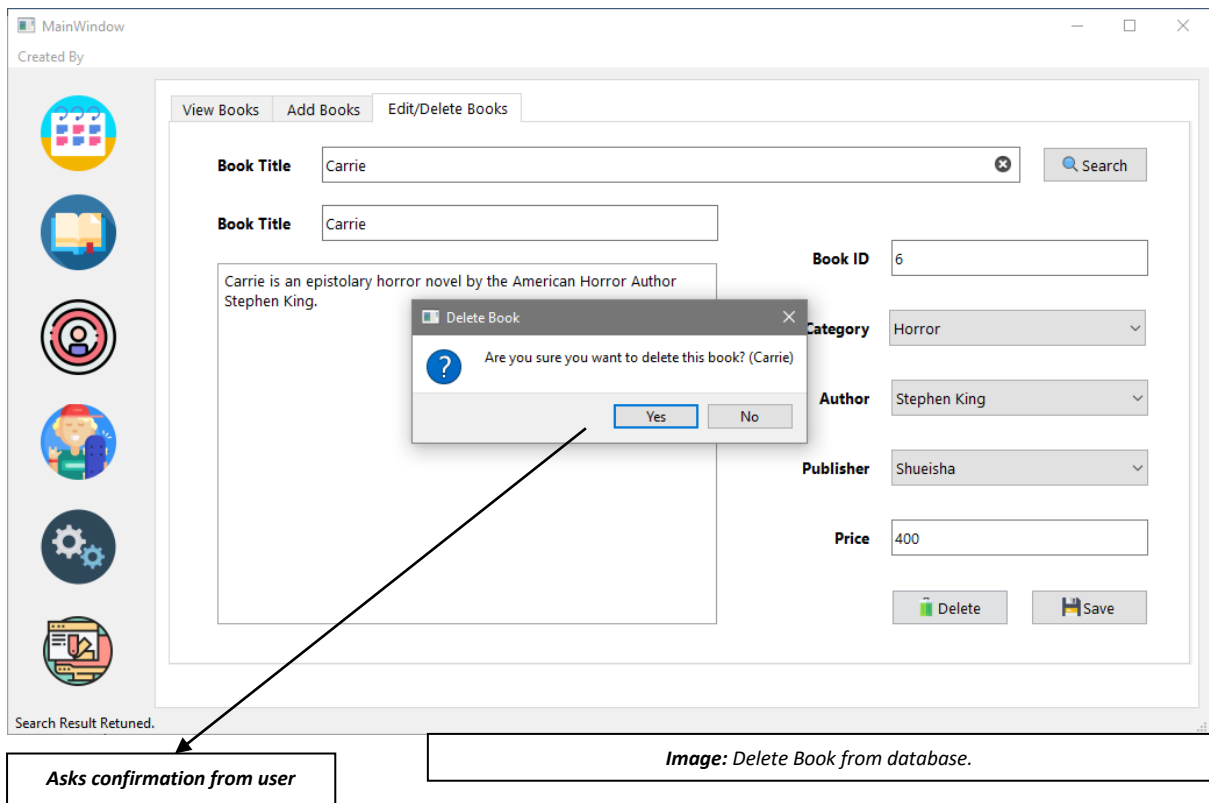 MainWindow
Created By
View Books Add Books Edit/Delete Books
Book Title Carrie Search
Book Title Carrie
Carrie is an epistolary horror novel by the American Horror Author
Stephen King.
Book ID 6
Category Horror
Author Stephen King
Publisher Shueisha
Price 400
Delete Save
Delete Book
Are you sure you want to delete this book? (Carrie)
Yes No
Search Result Retuned.
Asks confirmation from user
Image: Delete Book from database.